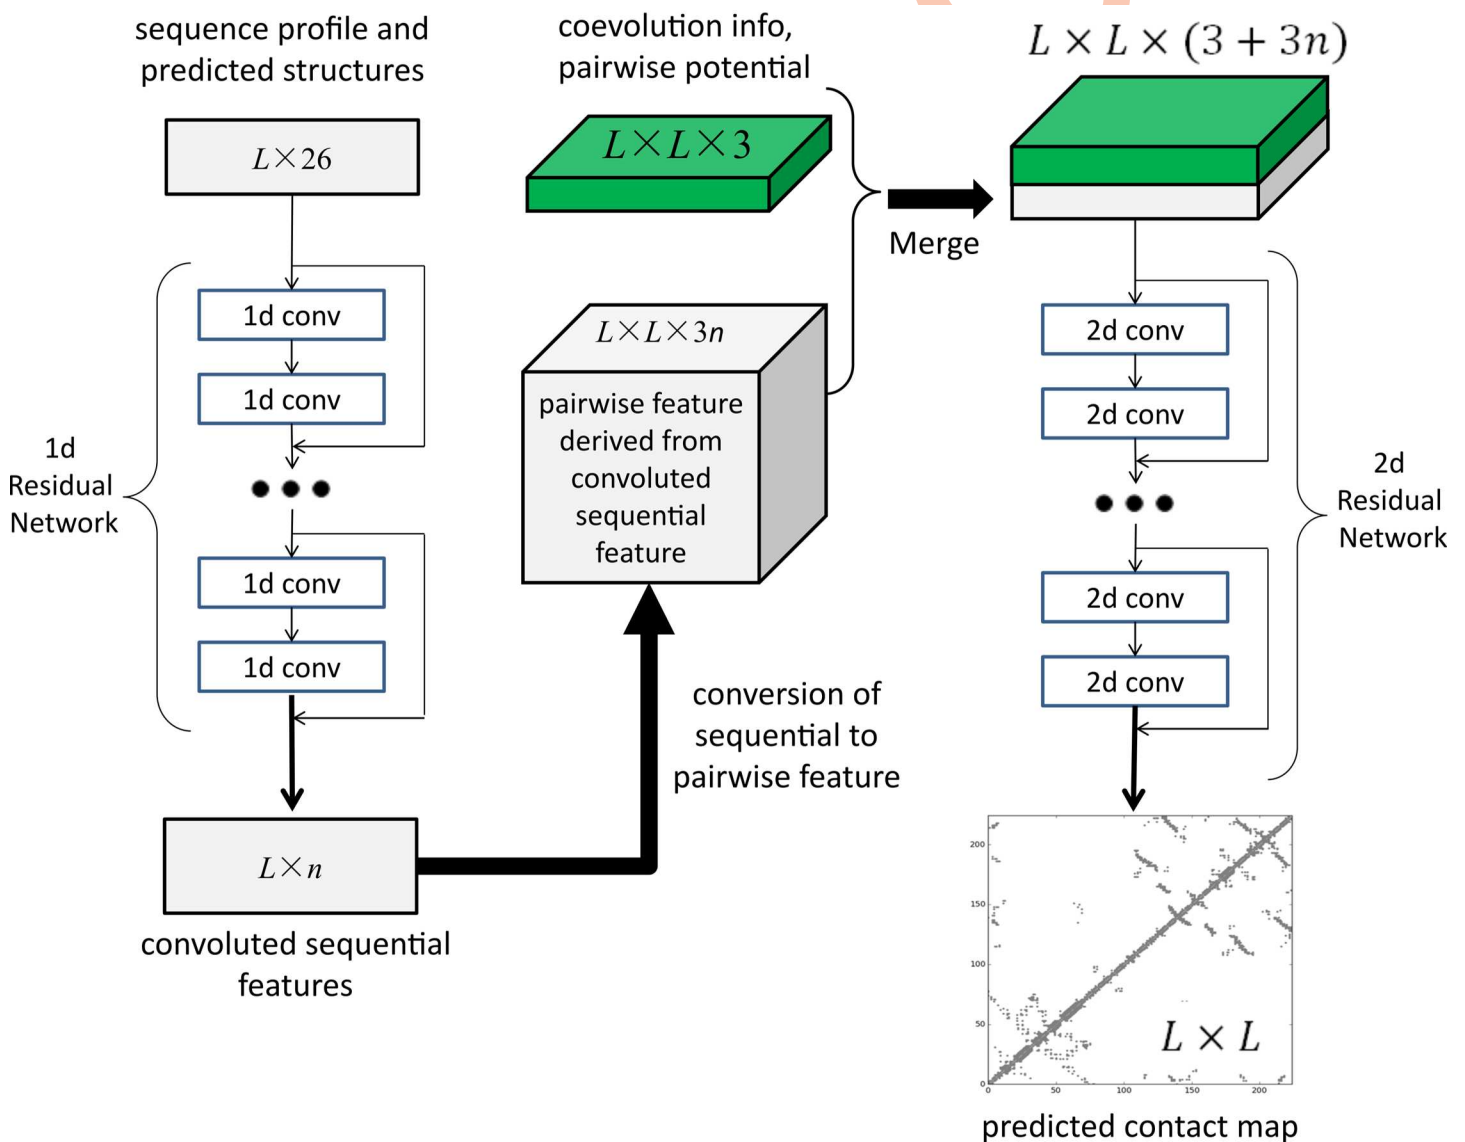 sequence profile and
predicted structures
L×26
1d conv
1d conv
1d
Residual
Network
1d conv
1d conv
L×n
convoluted sequential
features
coevolution info,
pairwise potential
L×L×3
L×L×3n
pairwise feature
derived from
convoluted
sequential
feature
conversion of
sequential to
pairwise feature
Merge
L × L × (3 + 3n)
2d conv
2d conv
2d
Residual
Network
2d conv
2d conv
200
150
100
50
0
L × L
0 50 100 150 200
predicted contact map